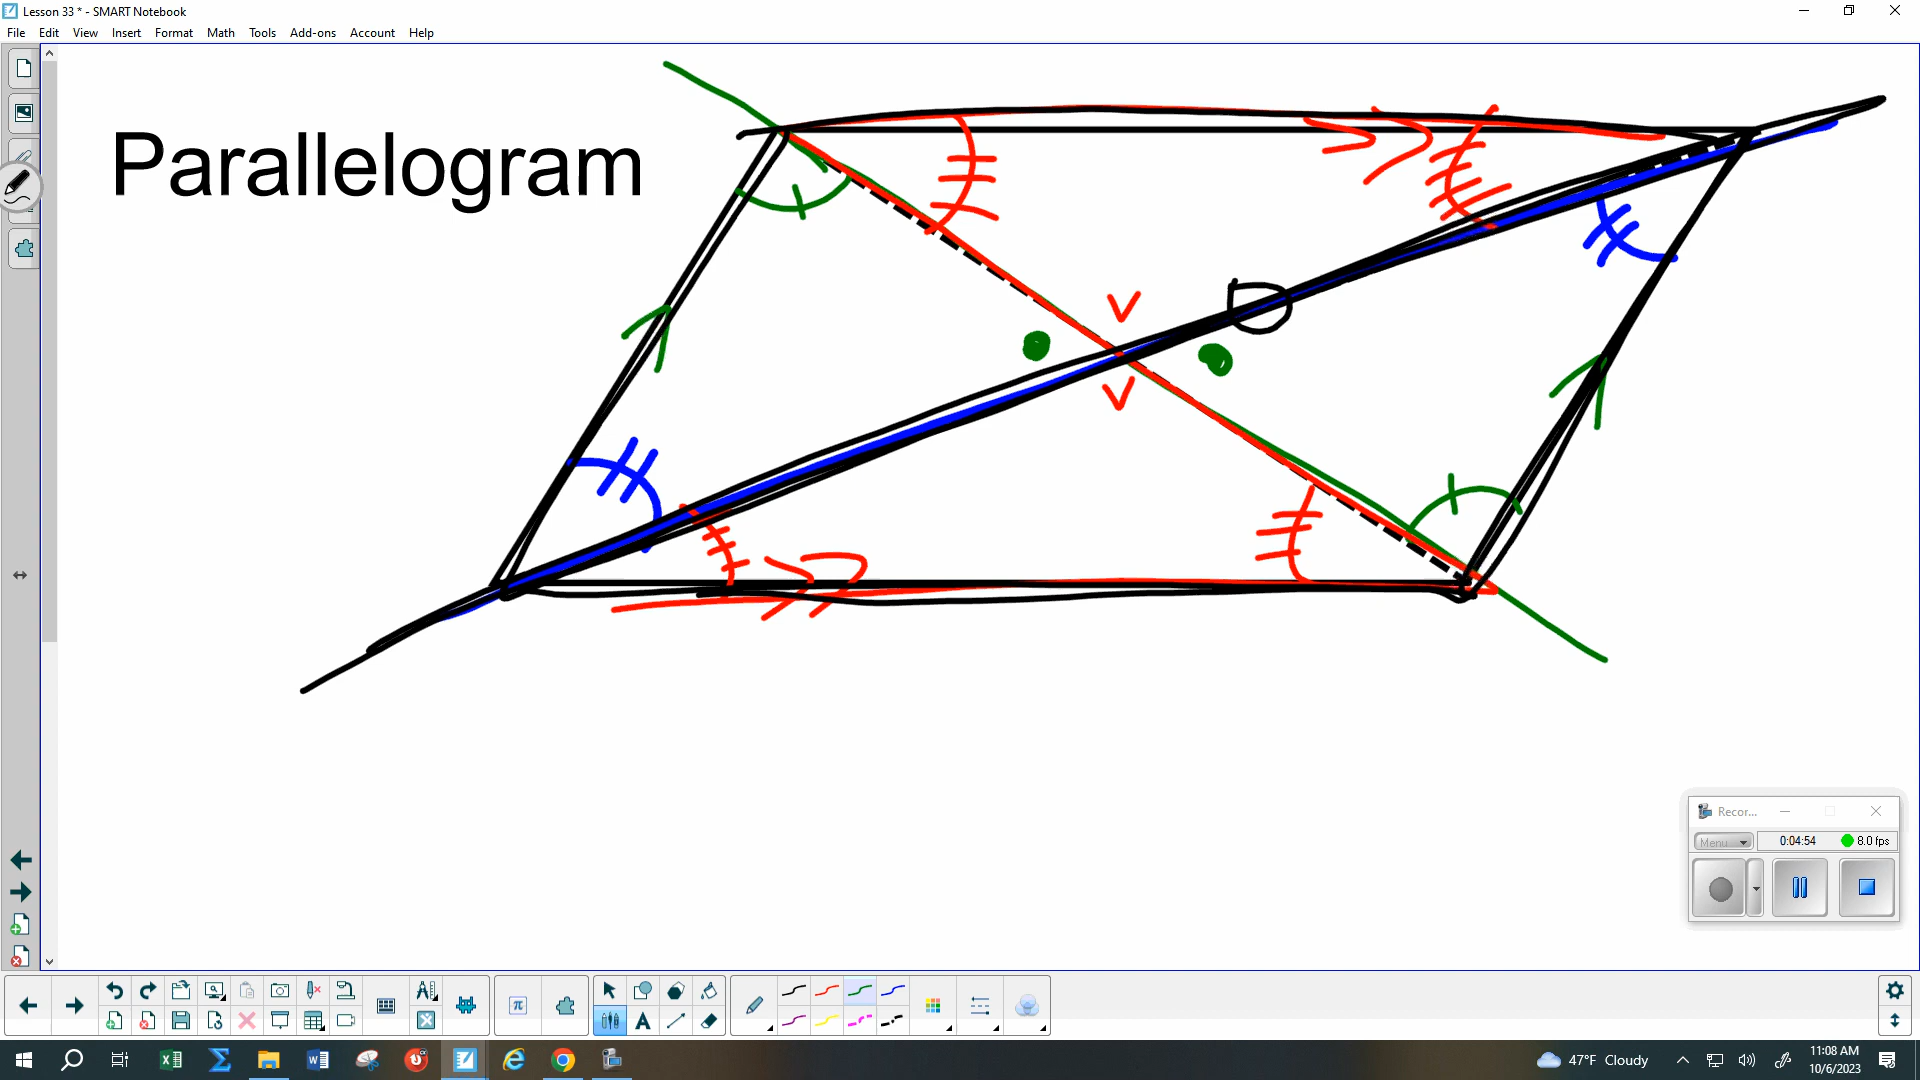 Lesson 33 * - SMART Notebook
File Edit View Insert Format Math Tools Add-ons Account Help
Parallelogram
Recor...
Menu 0:04:54 8.0 fps
47°F Cloudy
11:08 AM
10/6/2023